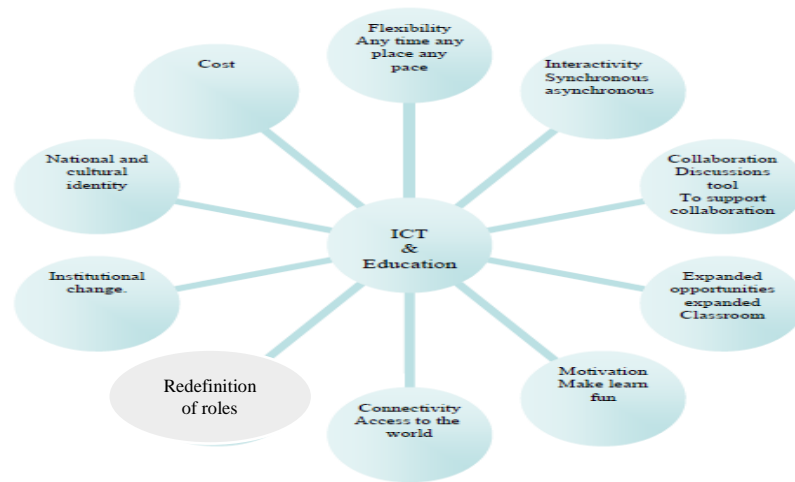 Flexibility
Any time any
place any
pace
Interactivity
Synchronous
asynchronous
Collaboration
Discussions
tool
To support
collaboration
Expanded
opportunities
expanded
Classroom
Motivation
Make learn
fun
Connectivity
Access to the
world
Redefinition
of roles
Institutional
change.
National and
cultural
identity
Cost
ICT
&
Education